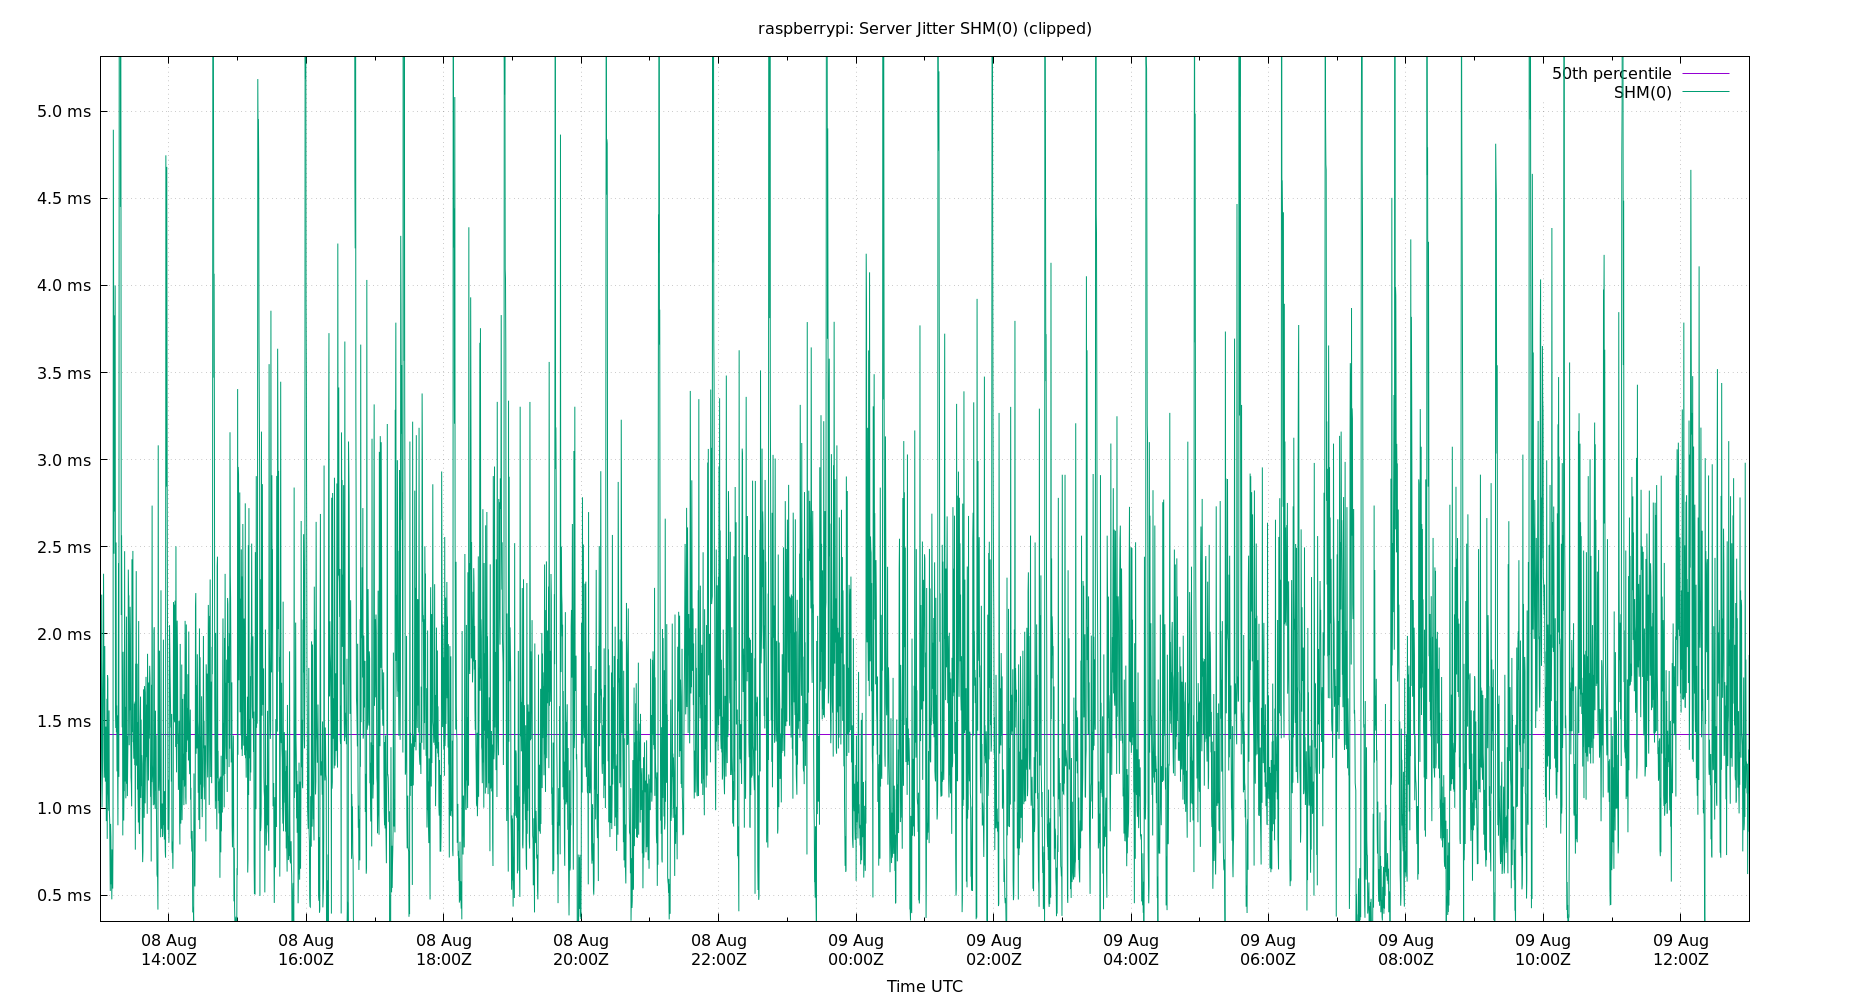 raspberrypi: Server Jitter SHM(0) (clipped)
50th percentile
SHM(0)
5.0 ms
4.5 ms
4.0 ms
3.5 ms
3.0 ms
2.5 ms
2.0 ms
1.5 ms
1.0 ms
0.5 ms
08 Aug 08 Aug 08 Aug 08 Aug 08 Aug 09 Aug 09 Aug 09 Aug 09 Aug 09 Aug 09 Aug 09 Aug
14:00Z 16:00Z 18:00Z 20:00Z 22:00Z 00:00Z 02:00Z 04:00Z 06:00Z 08:00Z 10:00Z 12:00Z
Time UTC